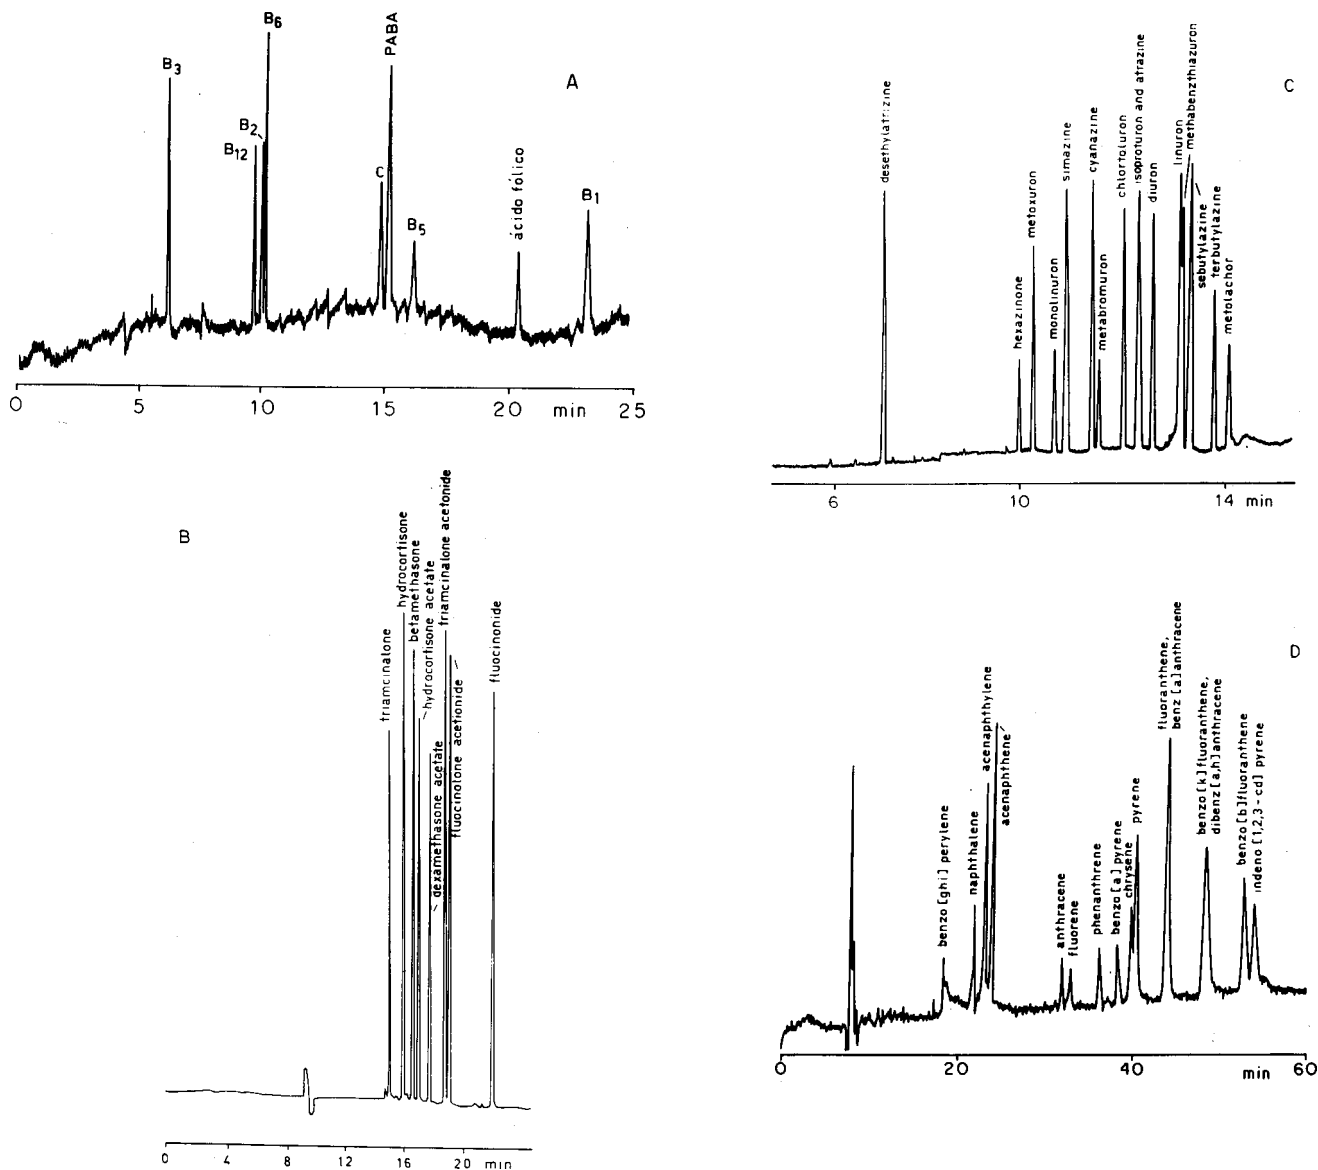 A
B3
B12
B2
B6
C
PABA
B5
ácido fólico
B1
0 5 10 15 20 min 25
B
triamcinalone
hydrocortisone
betamethasone
hydrocortisone acetate
dexamethasone acetate
triamcinalone acetonide
fluocinolone acetionide
fluocinonide
0 4 8 12 16 20 min
C
desethylatrizine
hexazinone
metoxuron
monolinuron
simazine
cyanazine
metabromuron
chlortoluron
isoproturon and atrazine
diuron
linuron
methabenzthiazuron
sebutylazine
terbutylazine
metolachor
6 10 14 min
D
benzo [ghi] perylene
naphthalene
acenaphthylene
acenaphthene
anthracene
fluorene
phenanthrene
benzo [a] pyrene
chrysene
pyrene
fluoranthene,
benz [a]anthracene
benzo [k] fluoranthene,
dibenz [a,h]anthracene
benzo [b] fluoranthene
indeno [1,2,3 - cd] pyrene
0 20 40 min 60